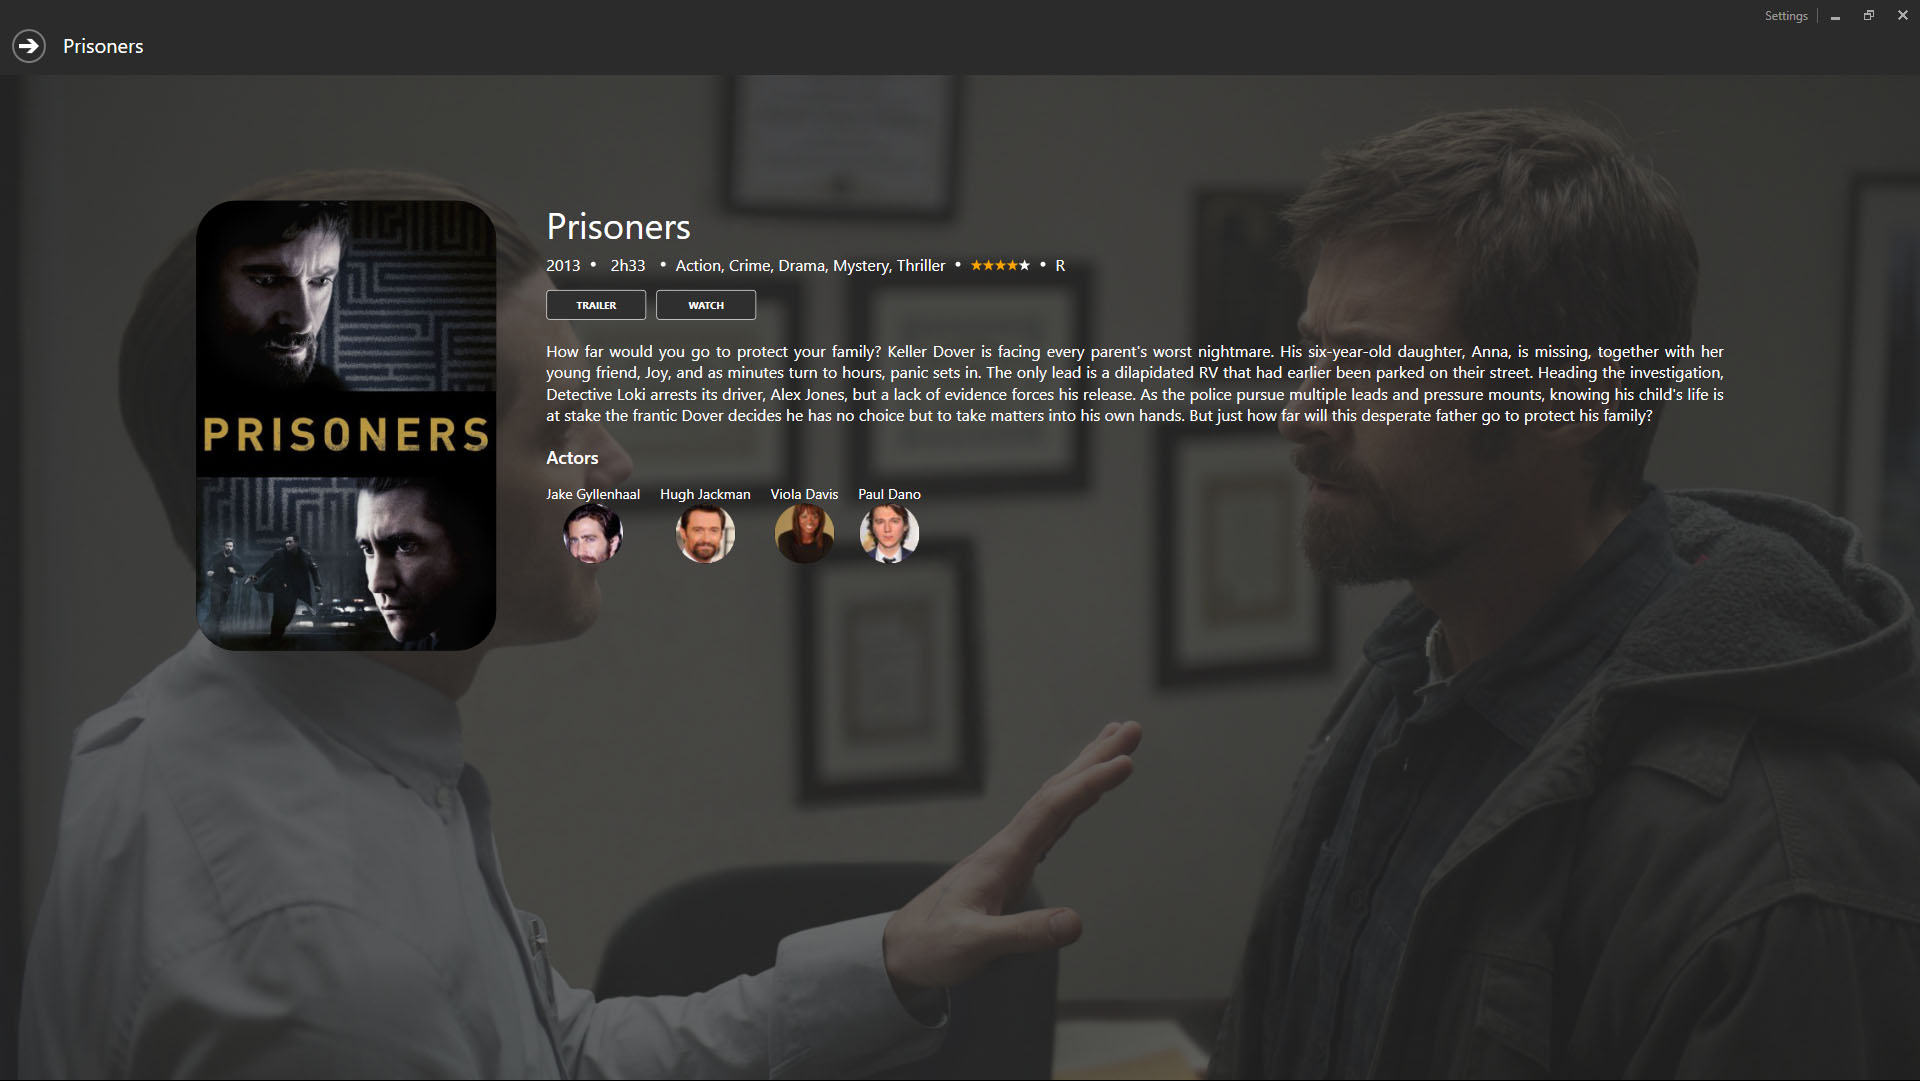 Settings
Prisoners
Prisoners
2013 • 2h33 • Action, Crime, Drama, Mystery, Thriller • ★★★★★ • R
TRAILER WATCH
How far would you go to protect your family? Keller Dover is facing every parent's worst nightmare. His six-year-old daughter, Anna, is missing, together with her
young friend, Joy, and as minutes turn to hours, panic sets in. The only lead is a dilapidated RV that had earlier been parked on their street. Heading the investigation,
Detective Loki arrests its driver, Alex Jones, but a lack of evidence forces his release. As the police pursue multiple leads and pressure mounts, knowing his child's life is
at stake the frantic Dover decides he has no choice but to take matters into his own hands. But just how far will this desperate father go to protect his family?
PRISONERS
Actors
Jake Gyllenhaal Hugh Jackman Viola Davis Paul Dano